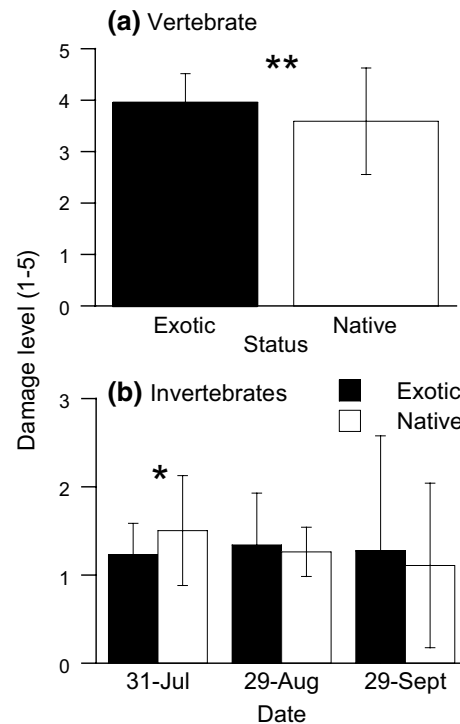 (a) Vertebrate
5
4
3
2
1
0
**
Exotic Native
Status
Damage level (1-5)
(b) Invertebrates
Exotic
Native
3
2
1
0
*
31-Jul 29-Aug 29-Sept
Date